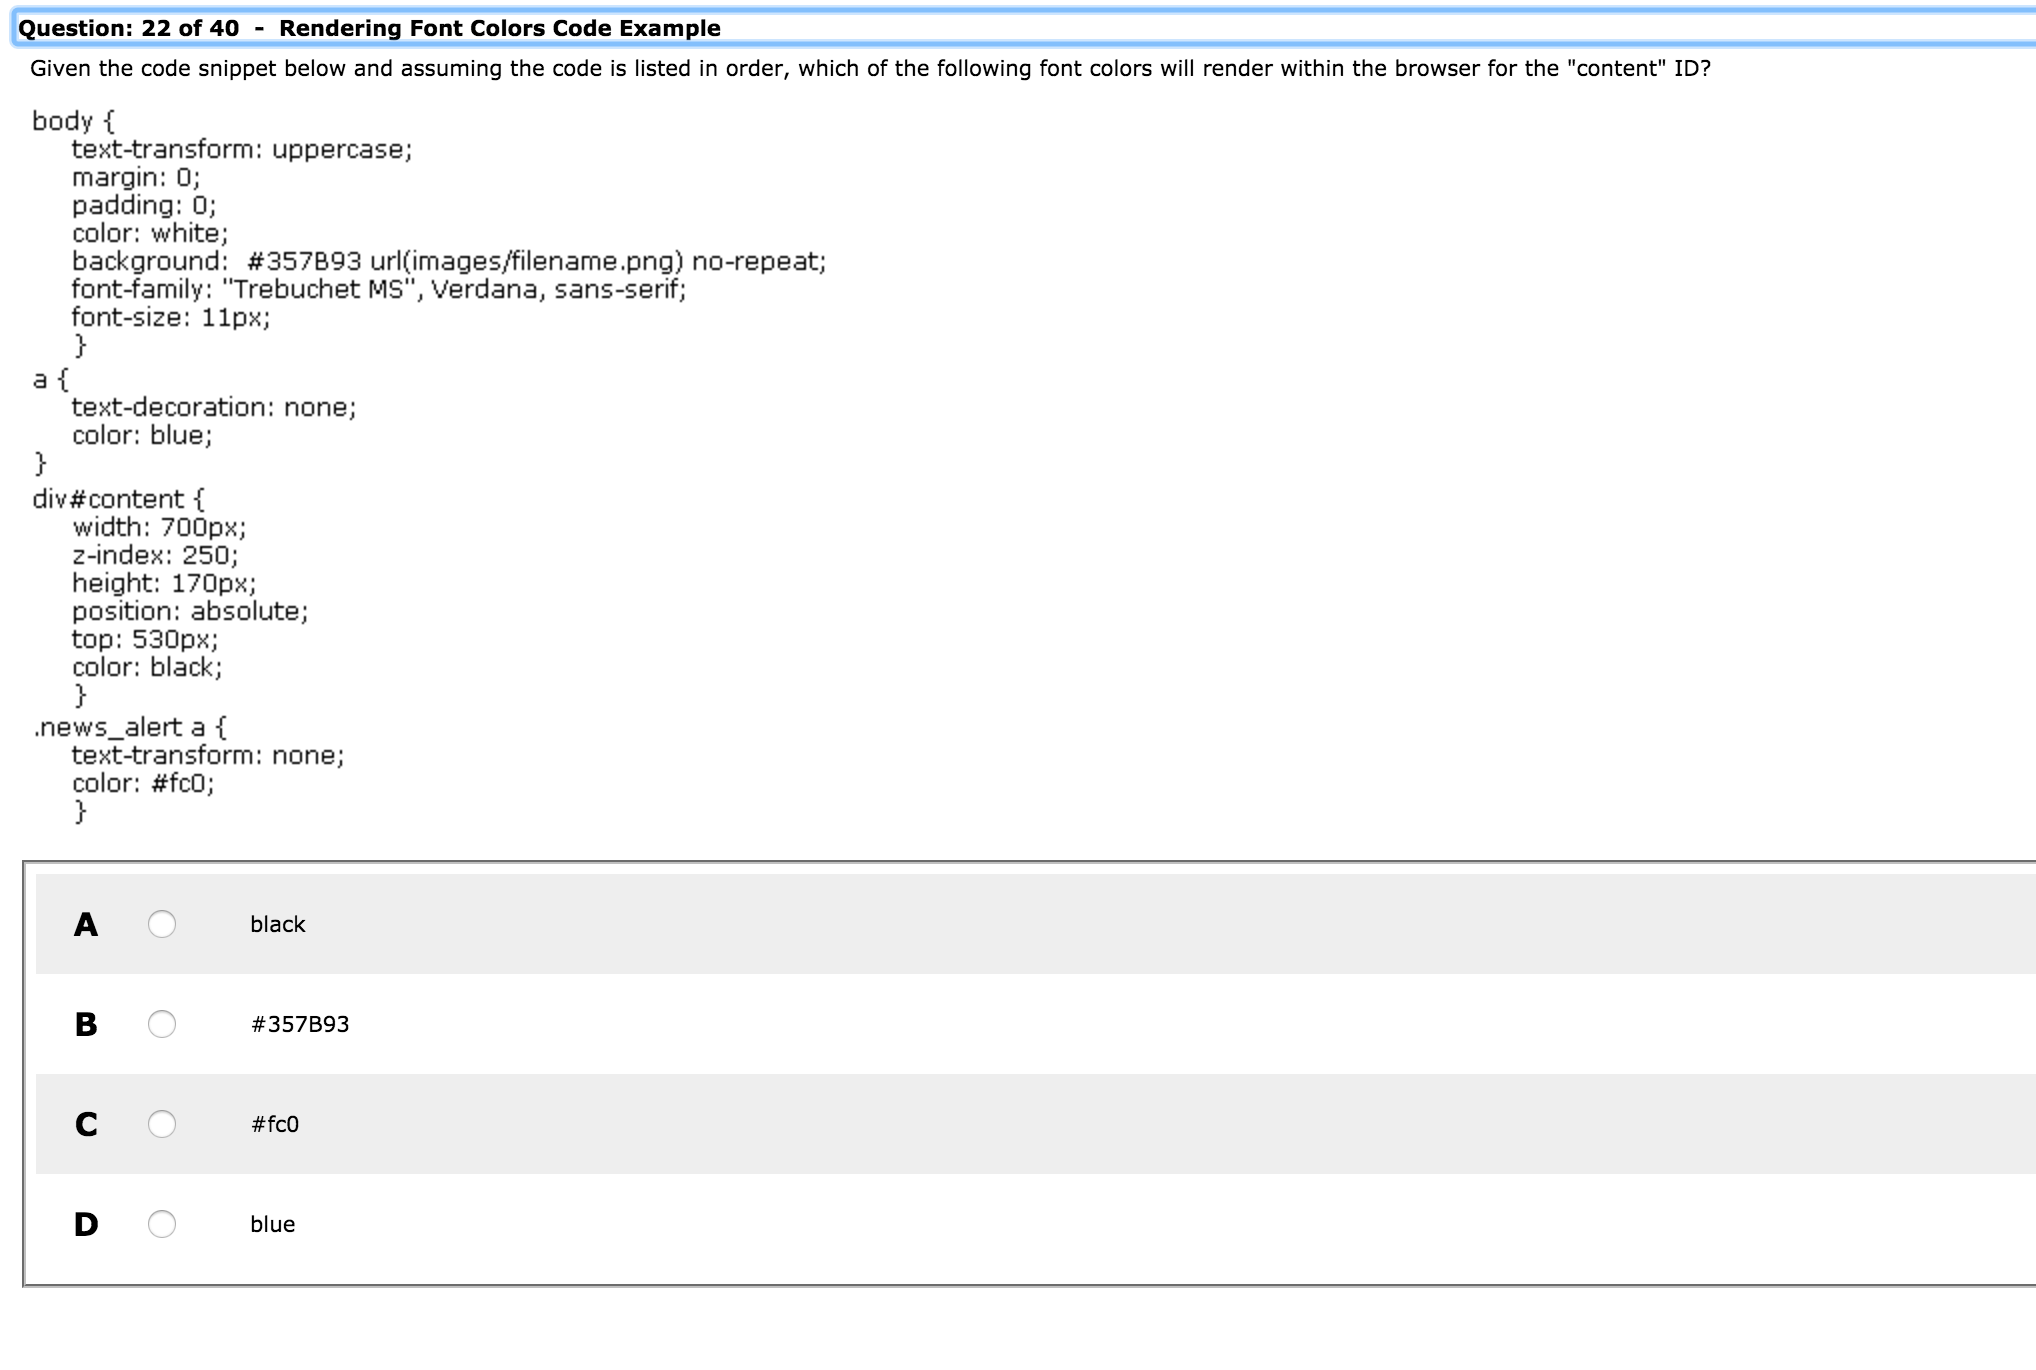 Question: 22 of 40 - Rendering Font Colors Code Example
Given the code snippet below and assuming the code is listed in order, which of the following font colors will render within the browser for the "content" ID?
body {
text-transform: uppercase;
margin: 0;
padding: 0;
color: white;
background:  #357B93 url(images/filename.png) no-repeat;
font-family: "Trebuchet MS", Verdana, sans-serif;
font-size: 11px;
}
a {
text-decoration: none;
color: blue;
}
div#content {
width: 700px;
z-index: 250;
height: 170px;
position: absolute;
top: 530px;
color: black;
}
.news_alert a {
text-transform: none;
color: #fc0;
}
A black
B #357B93
C #fc0
D blue